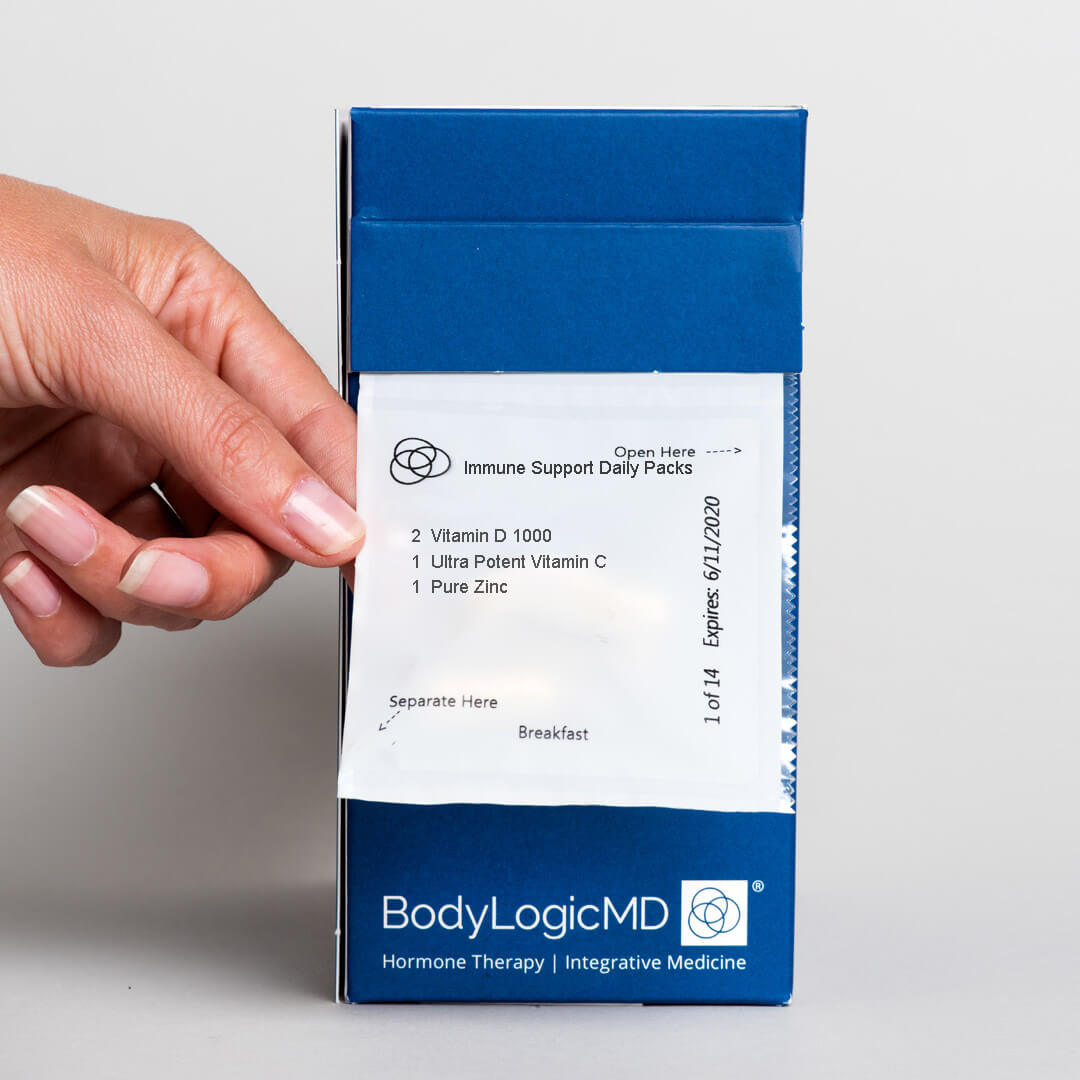 Open Here ---->
Immune Support Daily Packs
2 Vitamin D 1000
1 Ultra Potent Vitamin C
1 Pure Zinc
1 of 14 Expires: 6/11/2020
Separate Here
Breakfast
BodyLogicMD ®
Hormone Therapy | Integrative Medicine